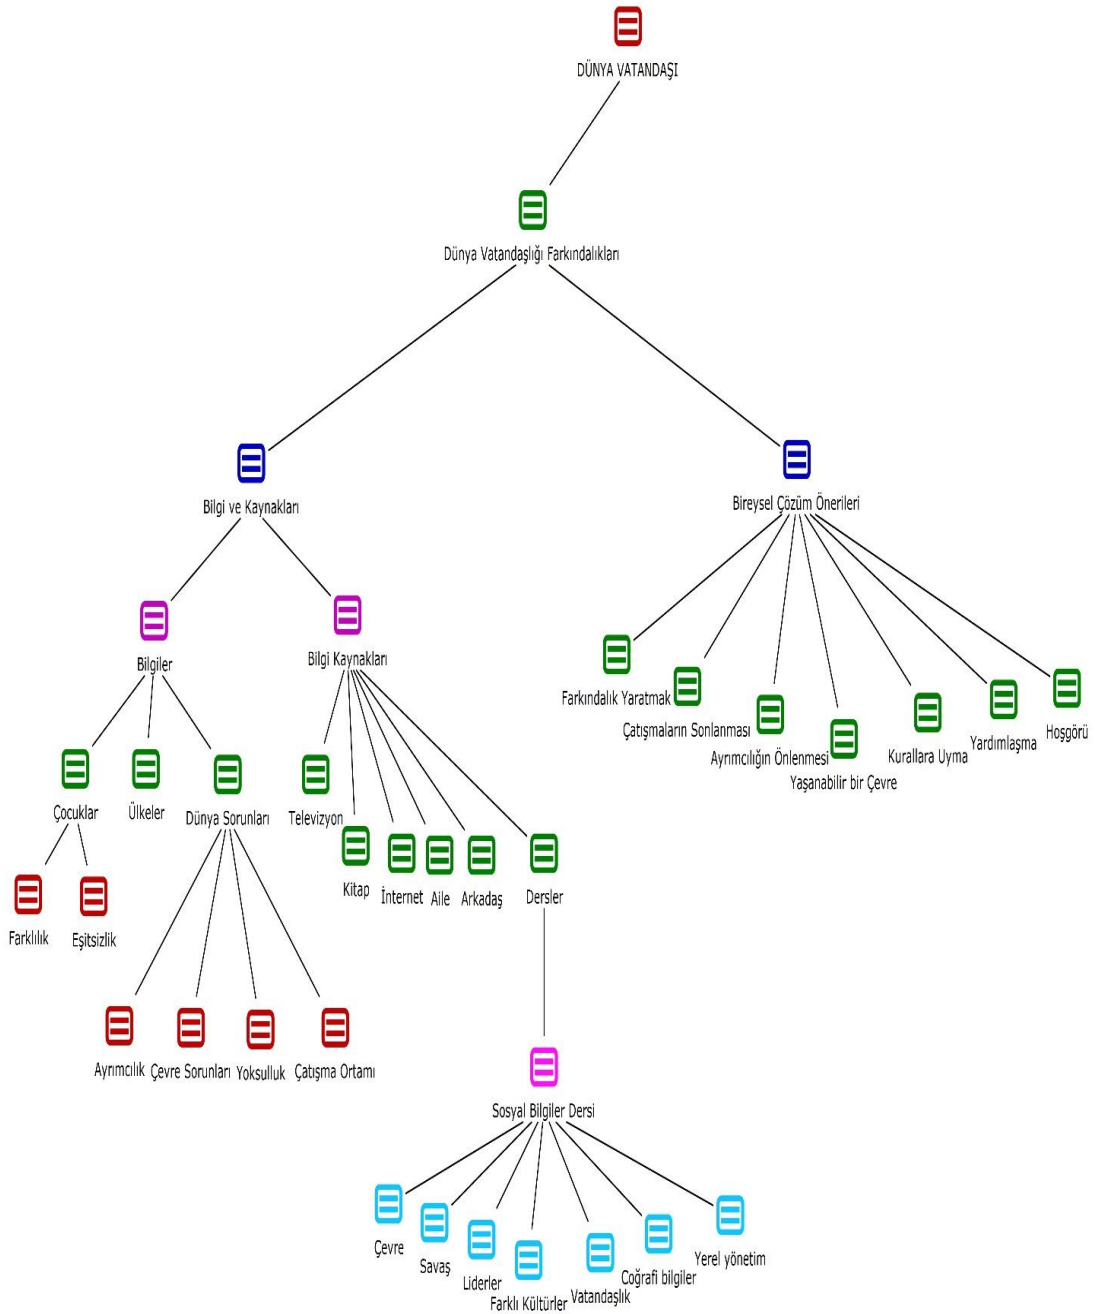 DÜNYA VATANDAŞI
Dünya Vatandaşlığı Farkındalıkları
Bilgi ve Kaynakları
Bireysel Çözüm Önerileri
Bilgiler
Bilgi Kaynakları
Farkındalık Yaratmak
Çatışmaların Sonlanması
Ayrımcılığın Önlenmesi
Yaşanabilir bir Çevre
Kurallara Uyma
Yardımlaşma
Hoşgörü
Çocuklar
Ülkeler
Dünya Sorunları
Televizyon
Kitap
İnternet
Aile
Arkadaş
Dersler
Farklılık
Eşitsizlik
Ayrımcılık
Çevre Sorunları
Yoksulluk
Çatışma Ortamı
Sosyal Bilgiler Dersi
Çevre
Savaş
Liderler
Farklı Kültürler
Vatandaşlık
Coğrafi bilgiler
Yerel yönetim